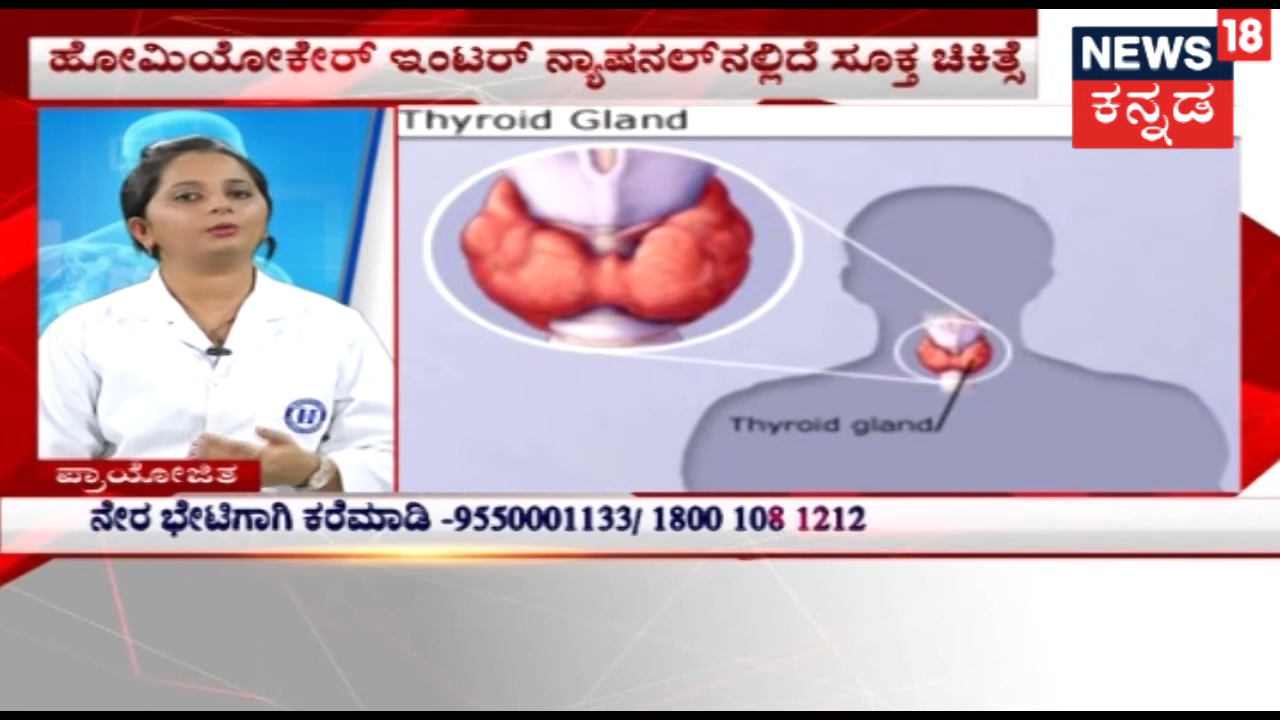 ಹೋಮಿಯೋಕೇರ್ ಇಂಟರ್ ನ್ಯಾಷನಲ್‌ನಲ್ಲಿದೆ ಸೂಕ್ತ ಚಿಕಿತ್ಸೆ
NEWS 18
ಕನ್ನಡ
Thyroid Gland
Thyroid gland
ಪ್ರಾಯೋಜಿತ
ನೇರ ಭೇಟಿಗಾಗಿ ಕರೆಮಾಡಿ -9550001133/ 1800 108 1212